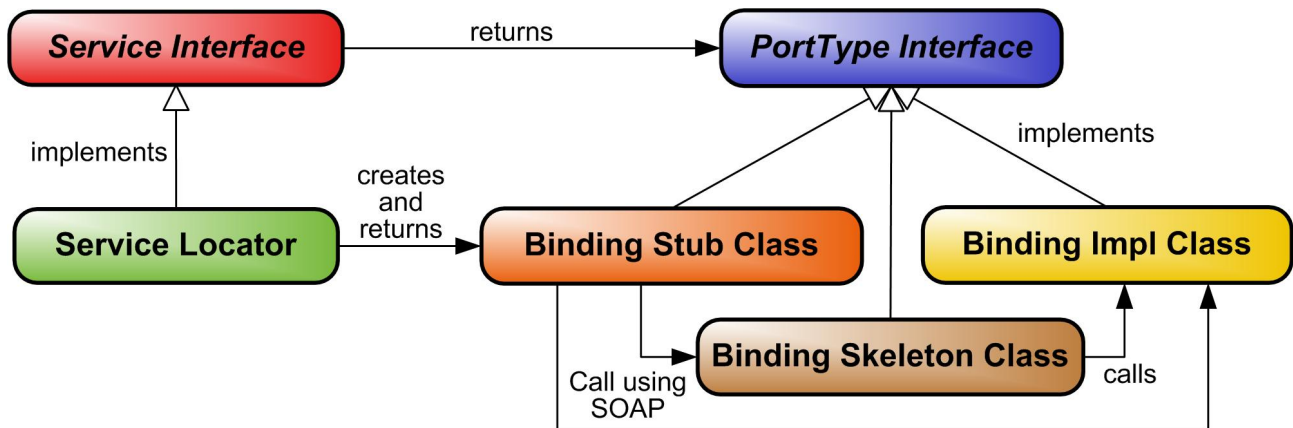 Service Interface
returns
PortType Interface
implements
implements
creates
and
returns
Service Locator
Binding Stub Class
Binding Impl Class
Binding Skeleton Class
Call using
SOAP
calls